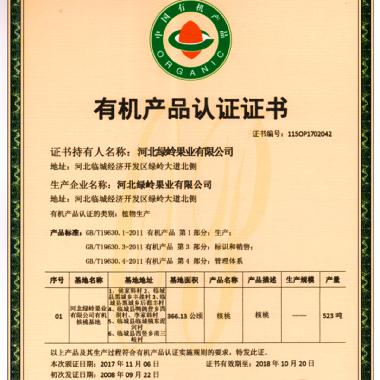 中国有机产品
ORGANIC
有机产品认证证书
证书编号：115OP1702042
证书持有人名称：河北绿岭果业有限公司
地址：河北临城经济开发区绿岭大道北侧
生产企业名称：河北绿岭果业有限公司
地址：河北临城经济开发区绿岭大道北侧
有机产品认证的类别：植物生产
产品标准：GB/T19630.1-2011 有机产品 第 1 部分：生产；
GB/T19630.3-2011 有机产品 第 3 部分：标识和销售；
GB/T19630.4-2011 有机产品 第 4 部分：管理体系
序号 基地名称 基地地址 基地面积 产品名称 产品描述 生产规模 产量
01 河北绿岭果业有限公司有机核桃基地 366.13 公顷 核桃 核桃 —— 523 吨
以上产品及其生产过程符合有机产品认证实施规则的要求，特发此证。
本次颁证日期：2017 年 11 月 06 日 有效期至：2018 年 10 月 20 日
初次发证日期：2008 年 09 月 22 日